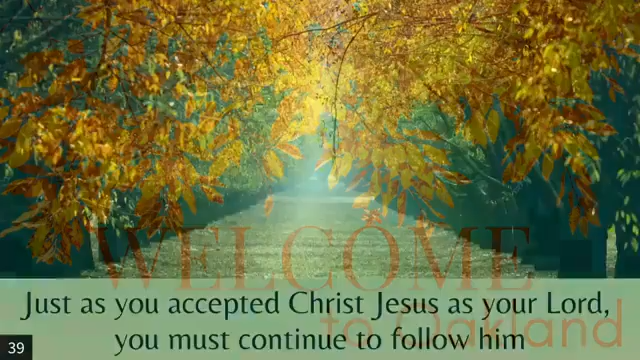 WELCOME
Just as you accepted Christ Jesus as your Lord,
to Oakland
you must continue to follow him
39